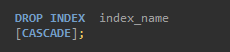 DROP INDEX  index_name
[CASCADE];